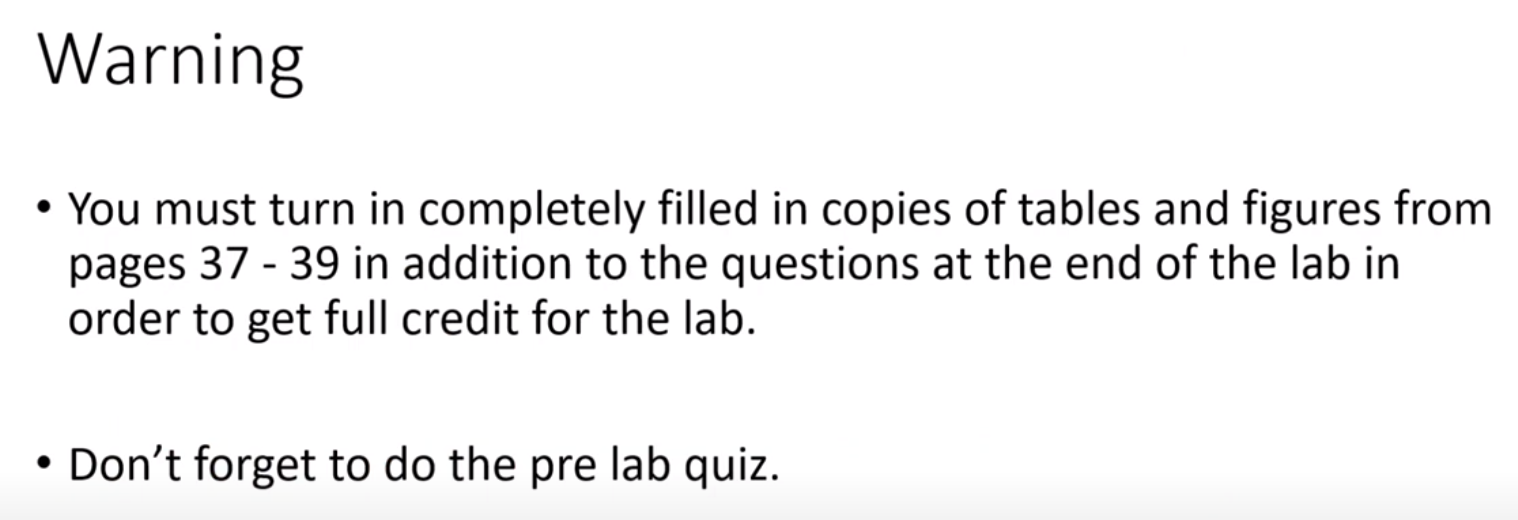 Warning
• You must turn in completely filled in copies of tables and figures from
pages 37 - 39 in addition to the questions at the end of the lab in
order to get full credit for the lab.
• Don’t forget to do the pre lab quiz.